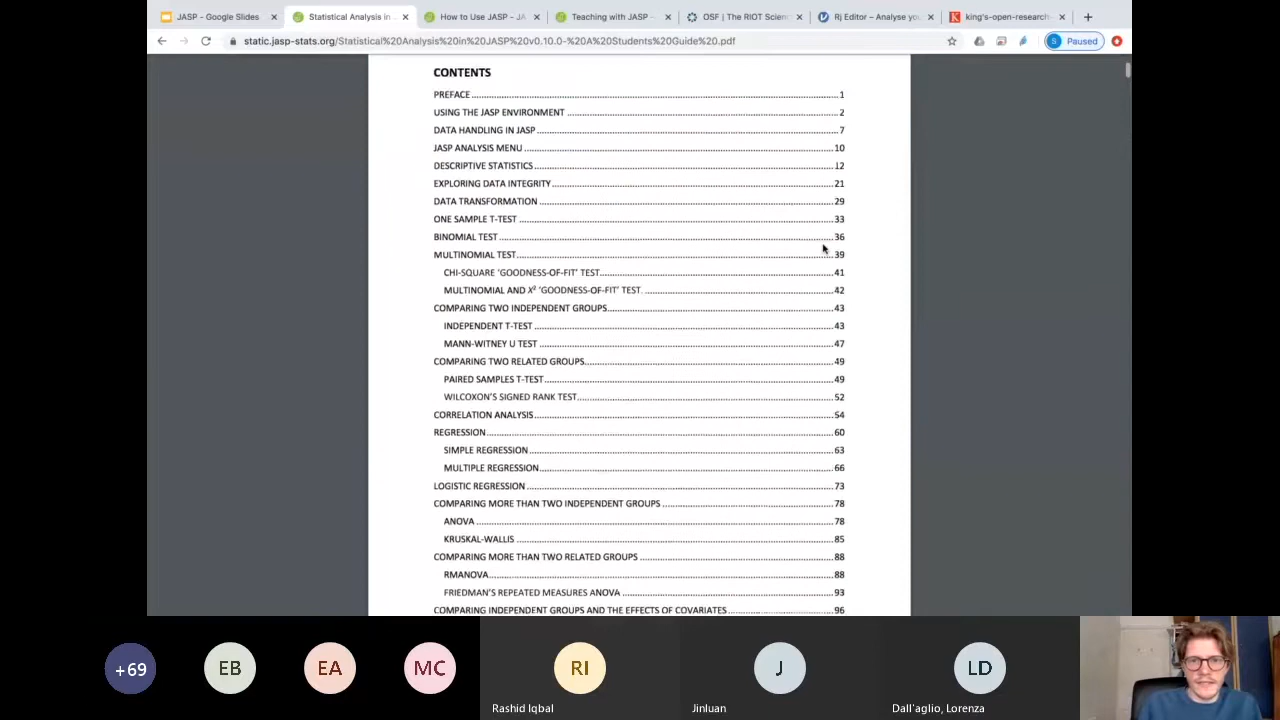 JASP - Google Slides
Statistical Analysis in
How to Use JASP - JA
Teaching with JASP -
OSF | The RIOT Scien
Rj Editor – Analyse you
king's-open-research
static.jasp-stats.org/Statistical%20Analysis%20in%20JASP%20v0.10.0-%20A%20Students%20Guide%20.pdf
S
Paused
CONTENTS
PREFACE 1
USING THE JASP ENVIRONMENT 2
DATA HANDLING IN JASP 7
JASP ANALYSIS MENU 10
DESCRIPTIVE STATISTICS 12
EXPLORING DATA INTEGRITY 21
DATA TRANSFORMATION 29
ONE SAMPLE T-TEST 33
BINOMIAL TEST 36
MULTINOMIAL TEST 39
CHI-SQUARE 'GOODNESS-OF-FIT' TEST 41
MULTINOMIAL AND X² 'GOODNESS-OF-FIT' TEST. 42
COMPARING TWO INDEPENDENT GROUPS 43
INDEPENDENT T-TEST 43
MANN-WITNEY U TEST 47
COMPARING TWO RELATED GROUPS 49
PAIRED SAMPLES T-TEST 49
WILCOXON'S SIGNED RANK TEST 52
CORRELATION ANALYSIS 54
REGRESSION 60
SIMPLE REGRESSION 63
MULTIPLE REGRESSION 66
LOGISTIC REGRESSION 73
COMPARING MORE THAN TWO INDEPENDENT GROUPS 78
ANOVA 78
KRUSKAL-WALLIS 85
COMPARING MORE THAN TWO RELATED GROUPS 88
RMANOVA 88
FRIEDMAN'S REPEATED MEASURES ANOVA 93
COMPARING INDEPENDENT GROUPS AND THE EFFECTS OF COVARIATES 96
+69
EB
EA
MC
RI
J
LD
Rashid Iqbal
Jinluan
Dall'aglio, Lorenza